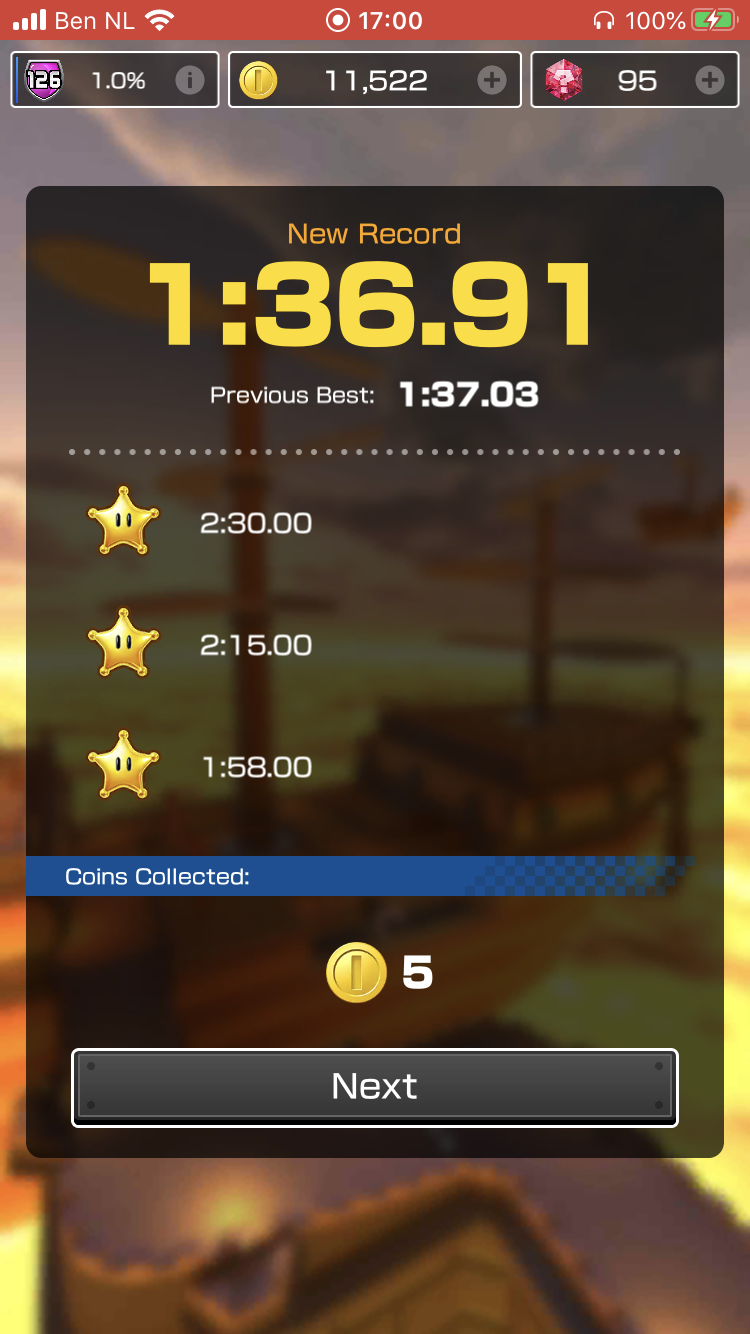 Ben NL 17:00 100%
126 1.0% i 11,522 + 95 +
New Record
1:36.91
Previous Best: 1:37.03
2:30.00
2:15.00
1:58.00
Coins Collected:
5
Next